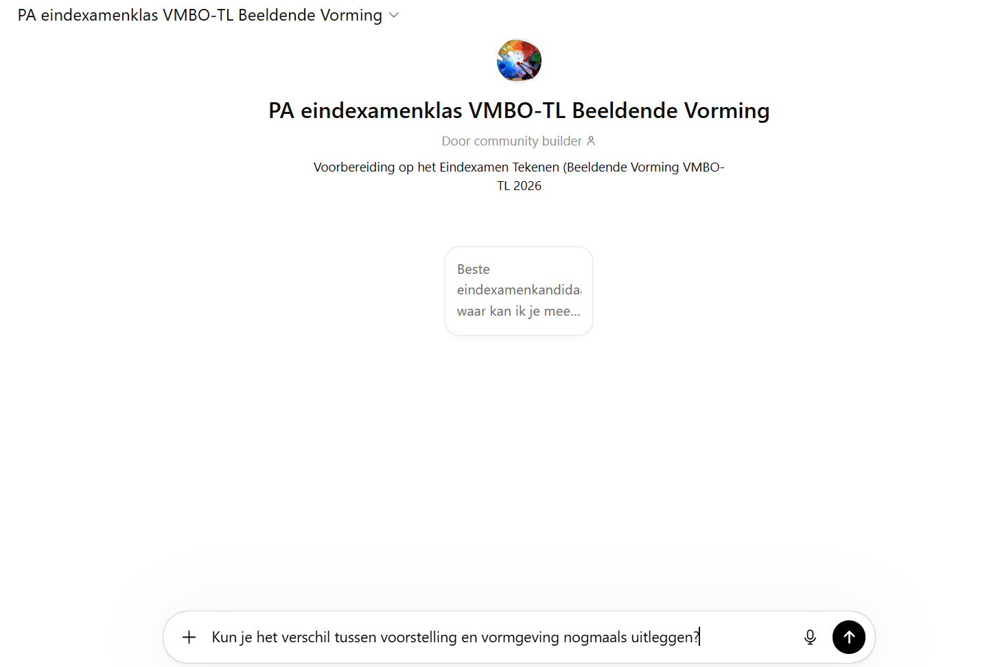 PA eindexamenklas VMBO-TL Beeldende Vorming
PA eindexamenklas VMBO-TL Beeldende Vorming
Door community builder
Voorbereiding op het Eindexamen Tekenen (Beeldende Vorming VMBO-
TL 2026
Beste
eindexamenkandida
waar kan ik je mee...
Kun je het verschil tussen voorstelling en vormgeving nogmaals uitleggen?